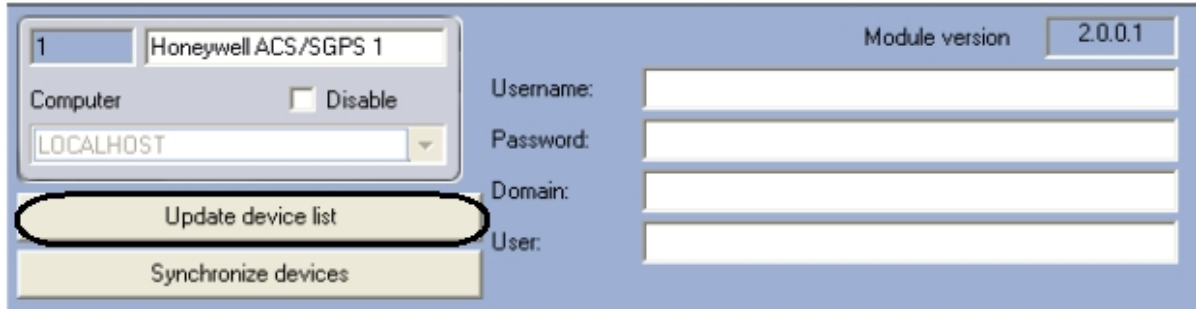 1 Honeywell ACS/SGPS 1
Computer Disable
LOCALHOST
Update device list
Synchronize devices
Module version 2.0.0.1
Username:
Password:
Domain:
User: